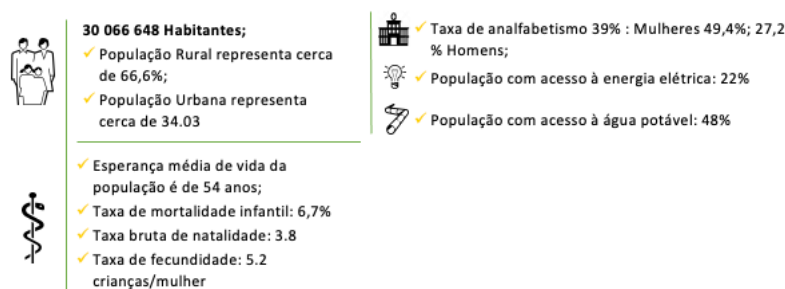 30 066 648 Habitantes;
✓ População Rural representa cerca
de 66,6%;
✓ População Urbana representa
cerca de 34.03
✓ Esperança média de vida da
população é de 54 anos;
✓ Taxa de mortalidade infantil: 6,7%
✓ Taxa bruta de natalidade: 3.8
✓ Taxa de fecundidade: 5.2
crianças/mulher
✓ Taxa de analfabetismo 39% : Mulheres 49,4%; 27,2
% Homens;
✓ População com acesso à energia elétrica: 22%
✓ População com acesso à água potável: 48%